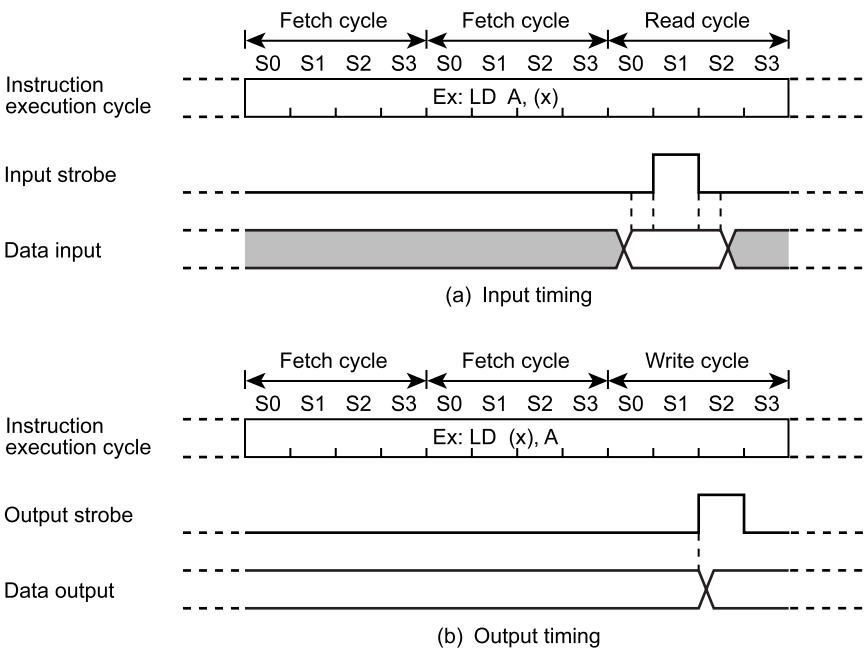 Fetch cycle Fetch cycle Read cycle
S0 S1 S2 S3 S0 S1 S2 S3 S0 S1 S2 S3
Instruction
execution cycle
Ex: LD A, (x)
Input strobe
Data input
(a) Input timing
Fetch cycle Fetch cycle Write cycle
S0 S1 S2 S3 S0 S1 S2 S3 S0 S1 S2 S3
Instruction
execution cycle
Ex: LD (x), A
Output strobe
Data output
(b) Output timing